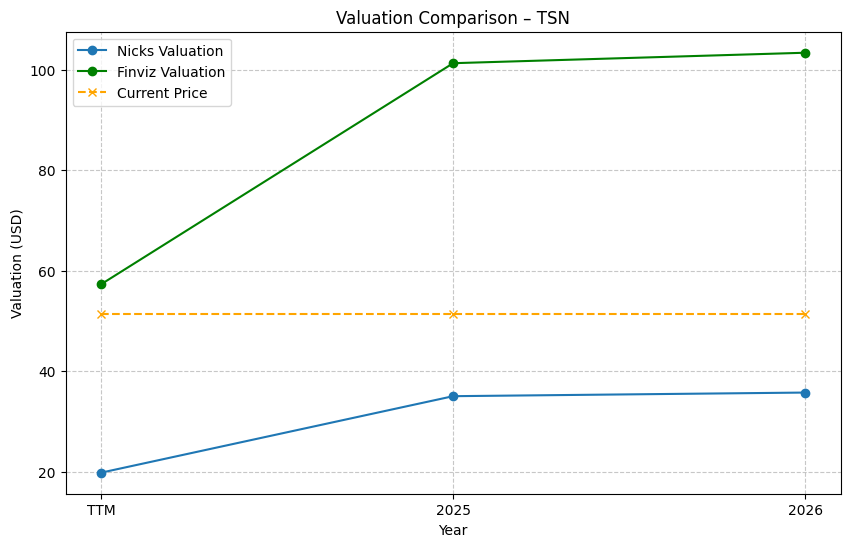 Valuation Comparison – TSN
Nicks Valuation
Finviz Valuation
Current Price
Valuation (USD)
100
80
60
40
20
TTM
2025
2026
Year